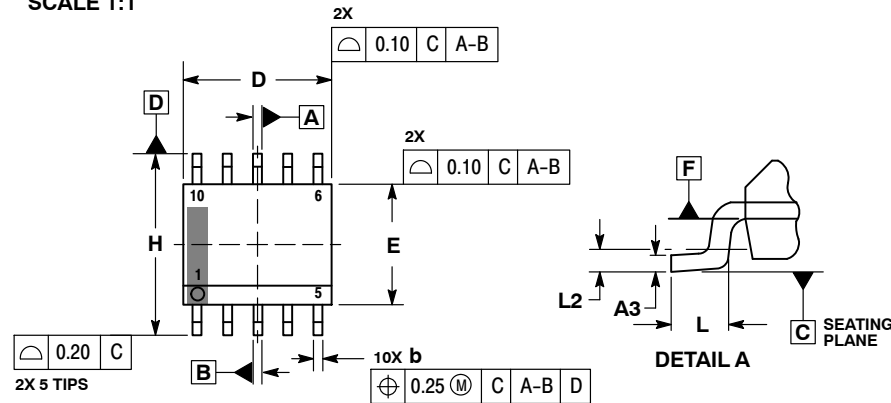 SCALE 1:1
2X
⌓ 0.10 C A-B
D
D
A
2X
⌓ 0.10 C A-B
10 6
H
E
1
5
F
L2
A3
L
C SEATING PLANE
DETAIL A
⌓ 0.20 C
2X 5 TIPS
B
10X b
⌖ 0.25 Ⓜ C A-B D